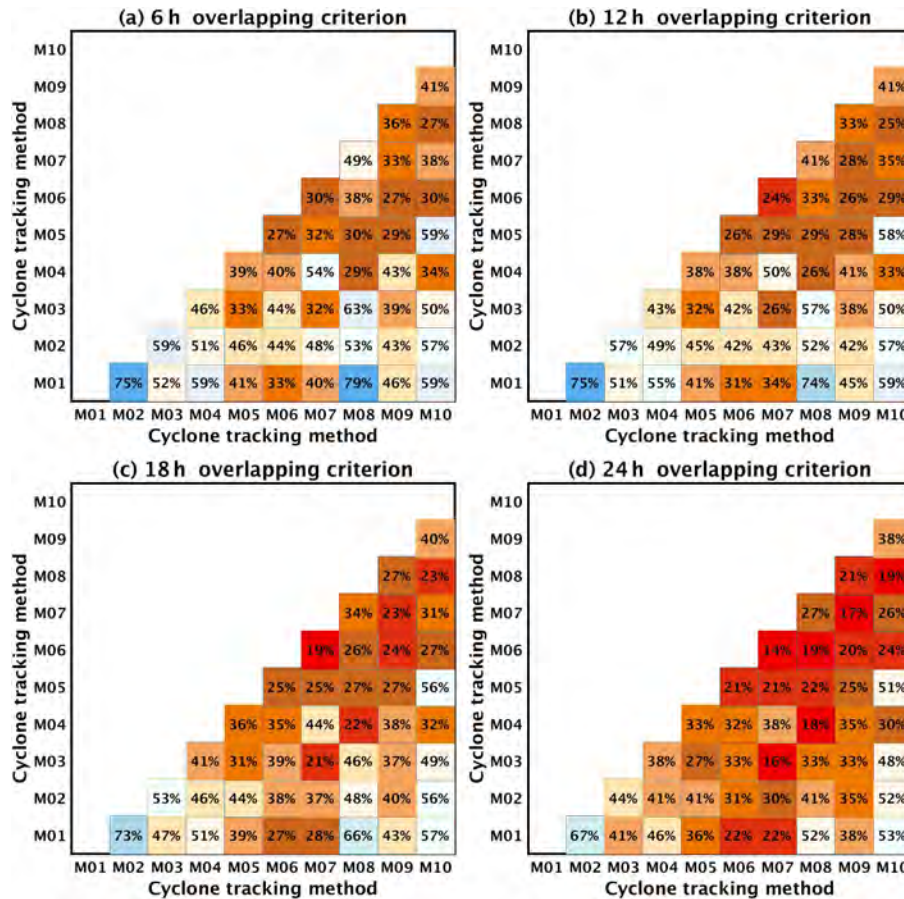 (a) 6 h overlapping criterion
M10
M09 41%
M08 36% 27%
M07 49% 33% 38%
M06 30% 38% 27% 30%
M05 27% 32% 30% 29% 59%
M04 39% 40% 54% 29% 43% 34%
M03 46% 33% 44% 32% 63% 39% 50%
M02 59% 51% 46% 44% 48% 53% 43% 57%
M01 75% 52% 59% 41% 33% 40% 79% 46% 59%
M01 M02 M03 M04 M05 M06 M07 M08 M09 M10
Cyclone tracking method
Cyclone tracking method
(b) 12 h overlapping criterion
M10
M09 41%
M08 33% 25%
M07 41% 28% 35%
M06 24% 33% 26% 29%
M05 26% 29% 29% 28% 58%
M04 38% 38% 50% 26% 41% 33%
M03 43% 32% 42% 26% 57% 38% 50%
M02 57% 49% 45% 42% 43% 52% 42% 57%
M01 75% 51% 55% 41% 31% 34% 74% 45% 59%
M01 M02 M03 M04 M05 M06 M07 M08 M09 M10
Cyclone tracking method
Cyclone tracking method
(c) 18 h overlapping criterion
M10
M09 40%
M08 27% 23%
M07 34% 23% 31%
M06 19% 26% 24% 27%
M05 25% 25% 27% 27% 56%
M04 36% 35% 44% 22% 38% 32%
M03 41% 31% 39% 21% 46% 37% 49%
M02 53% 46% 44% 38% 37% 48% 40% 56%
M01 73% 47% 51% 39% 27% 28% 66% 43% 57%
M01 M02 M03 M04 M05 M06 M07 M08 M09 M10
Cyclone tracking method
Cyclone tracking method
(d) 24 h overlapping criterion
M10
M09 38%
M08 21% 19%
M07 27% 17% 26%
M06 14% 19% 20% 24%
M05 21% 21% 22% 25% 51%
M04 33% 32% 38% 18% 35% 30%
M03 38% 27% 33% 16% 33% 33% 48%
M02 44% 41% 41% 31% 30% 41% 35% 52%
M01 67% 41% 46% 36% 22% 22% 52% 38% 53%
M01 M02 M03 M04 M05 M06 M07 M08 M09 M10
Cyclone tracking method
Cyclone tracking method